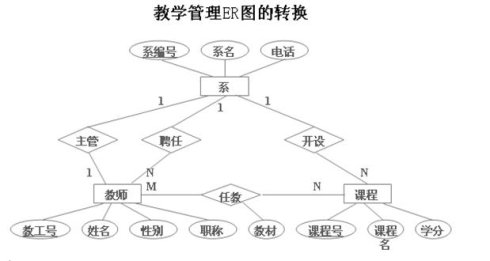 教学管理ER图的转换
系编号 系名 电话
系
1 1 1
主管 聘任 开设
1 N N
M N
教师 任教 课程
教工号 姓名 性别 职称 教材 课程号 课程名 学分